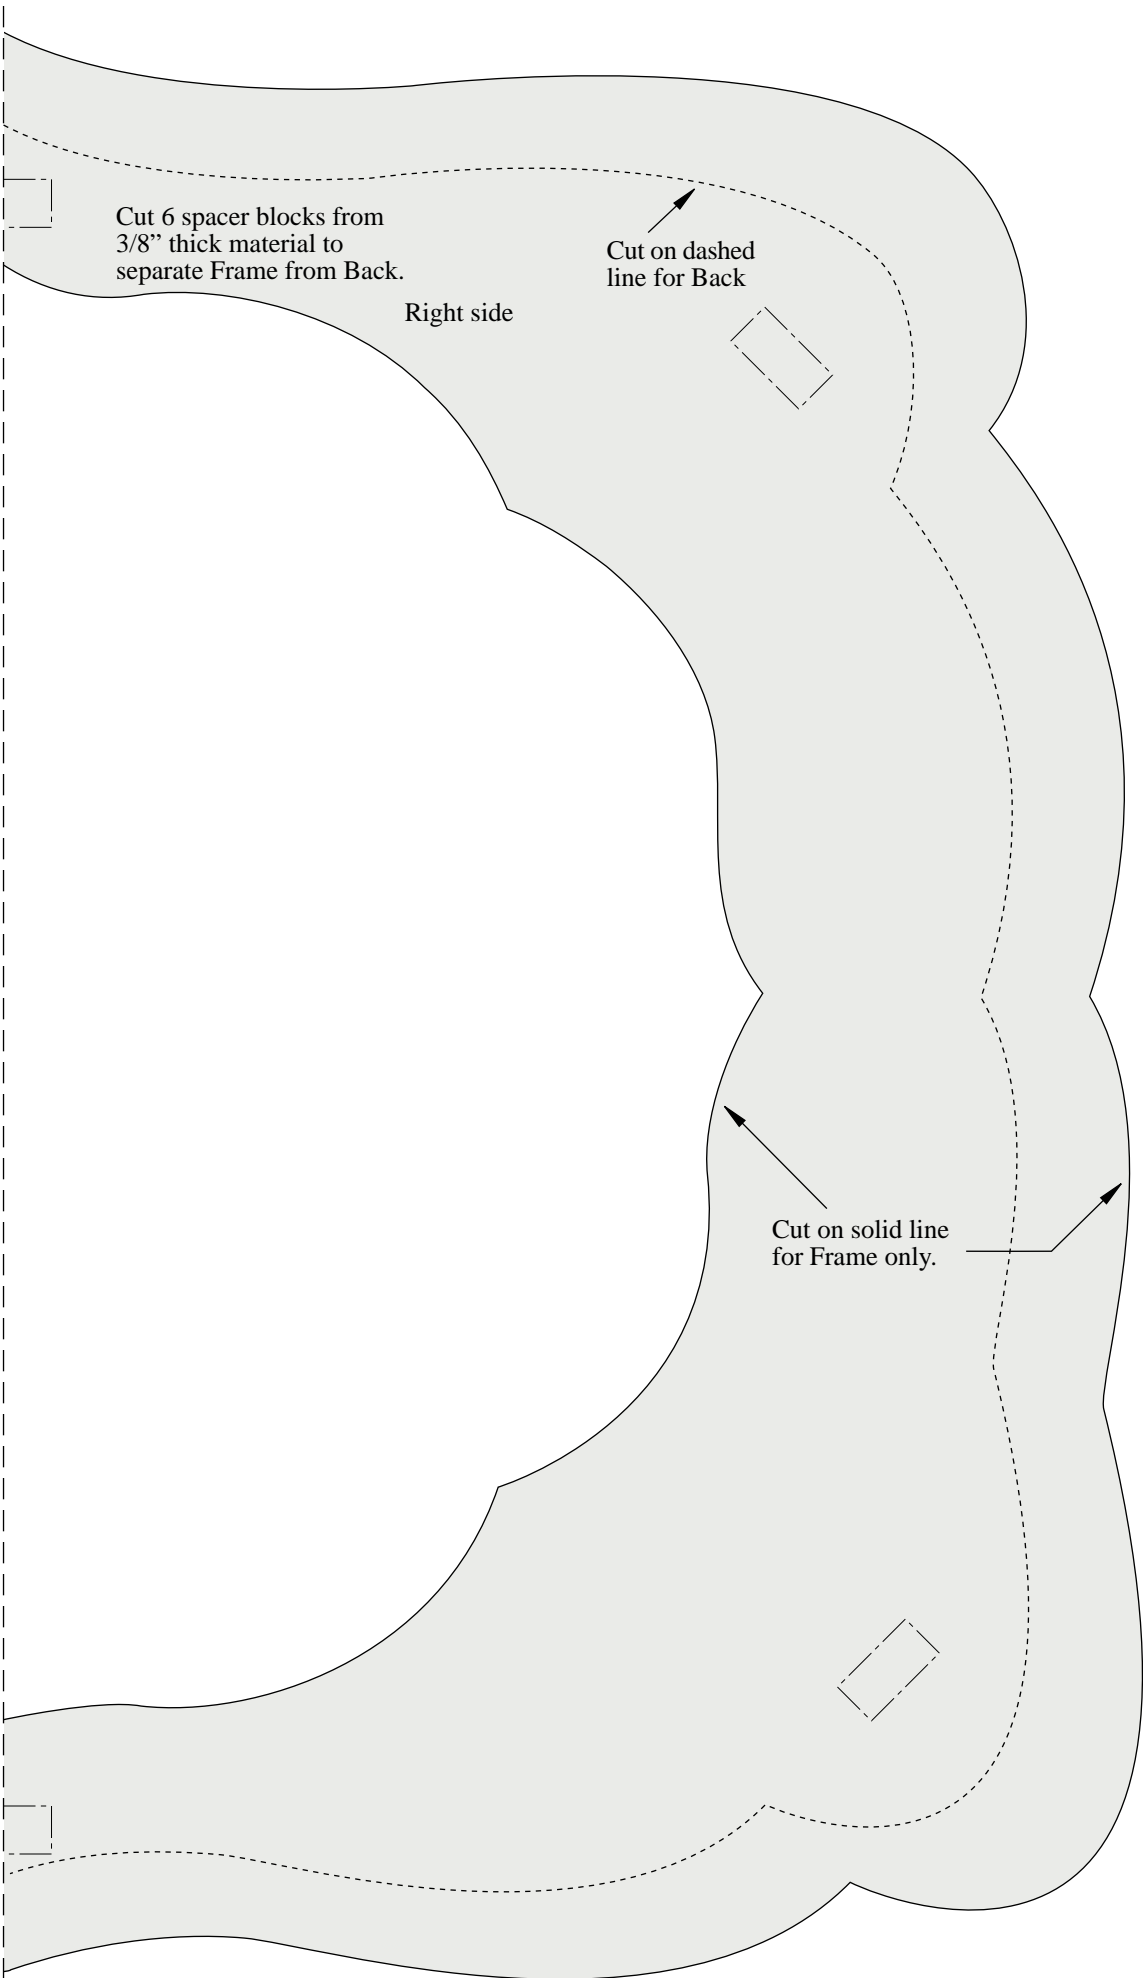 Cut 6 spacer blocks from
3/8” thick material to
separate Frame from Back.
Cut on dashed
line for Back
Right side
Cut on solid line
for Frame only.